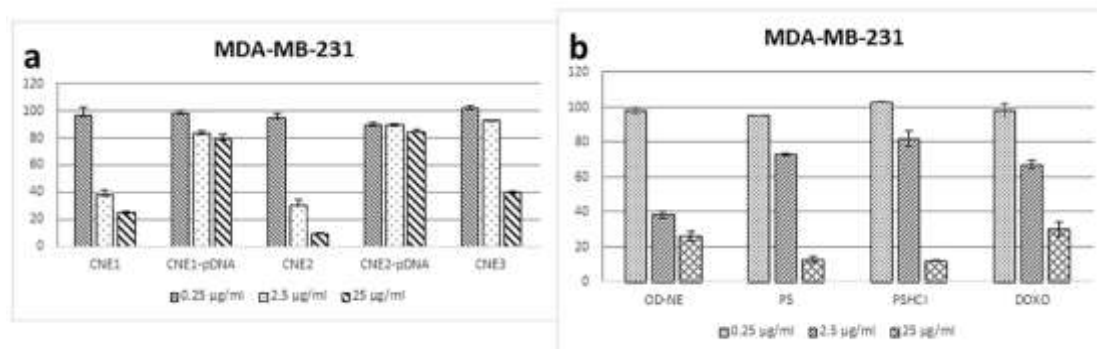 a
MDA-MB-231
120
100
80
60
40
20
0
CNE1 CNE1-pDNA CNE2 CNE2-pDNA CNE3
0.25 µg/ml 2.5 µg/ml 25 µg/ml
b
MDA-MB-231
120
100
80
60
40
20
0
OD-NE PS PSHCl DOXO
0.25 µg/ml 2.5 µg/ml 25 µg/ml